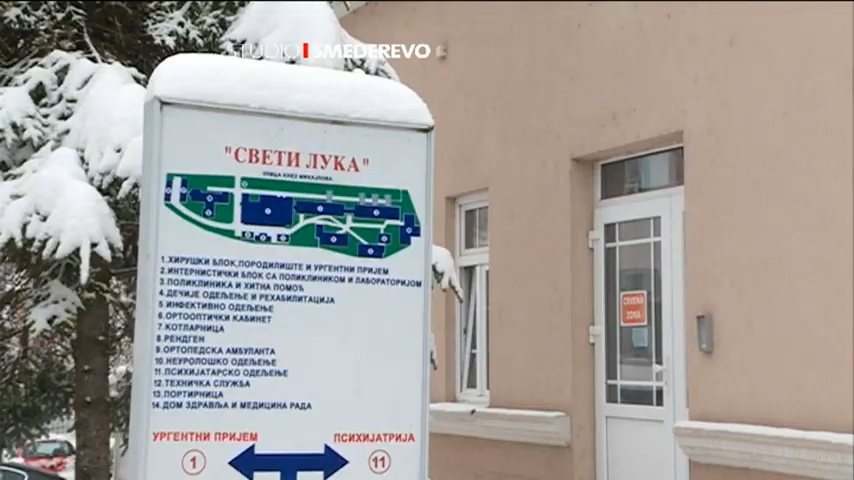 STUDIO SMEDEREVO
"СВЕТИ ЛУКА"
УЛИЦА КНЕЗ МИХАЈЛОВА
1. ХИРУШКИ БЛОК, ПОРОДИЛИШТЕ И УРГЕНТНИ ПРИЈЕМ
2. ИНТЕРНИСТИЧКИ БЛОК СА ПОЛИКЛИНИКОМ И ЛАБОРАТОРИЈОМ
3. ПОЛИКЛИНИКА И ХИТНА ПОМОЋ
4. ДЕЧИЈЕ ОДЕЉЕЊЕ И РЕХАБИЛИТАЦИЈА
5 ИНФЕКТИВНО ОДЕЉЕЊЕ
6. ОРТООПТИЧКИ КАБИНЕТ
7. КОТЛАРНИЦА
8. РЕНДГЕН
9. ОРТОПЕДСКА АМБУЛАНТА
10. НЕУРОЛОШКО ОДЕЉЕЊЕ
11. ПСИХИЈАТАРСКО ОДЕЉЕЊЕ
12. ТЕХНИЧКА СЛУЖБА
13. ПОРТИРНИЦА
14. ДОМ ЗДРАВЉА И МЕДИЦИНА РАДА
УРГЕНТНИ ПРИЈЕМ
ПСИХИЈАТРИЈА
1
11
CRVENA
ZONA